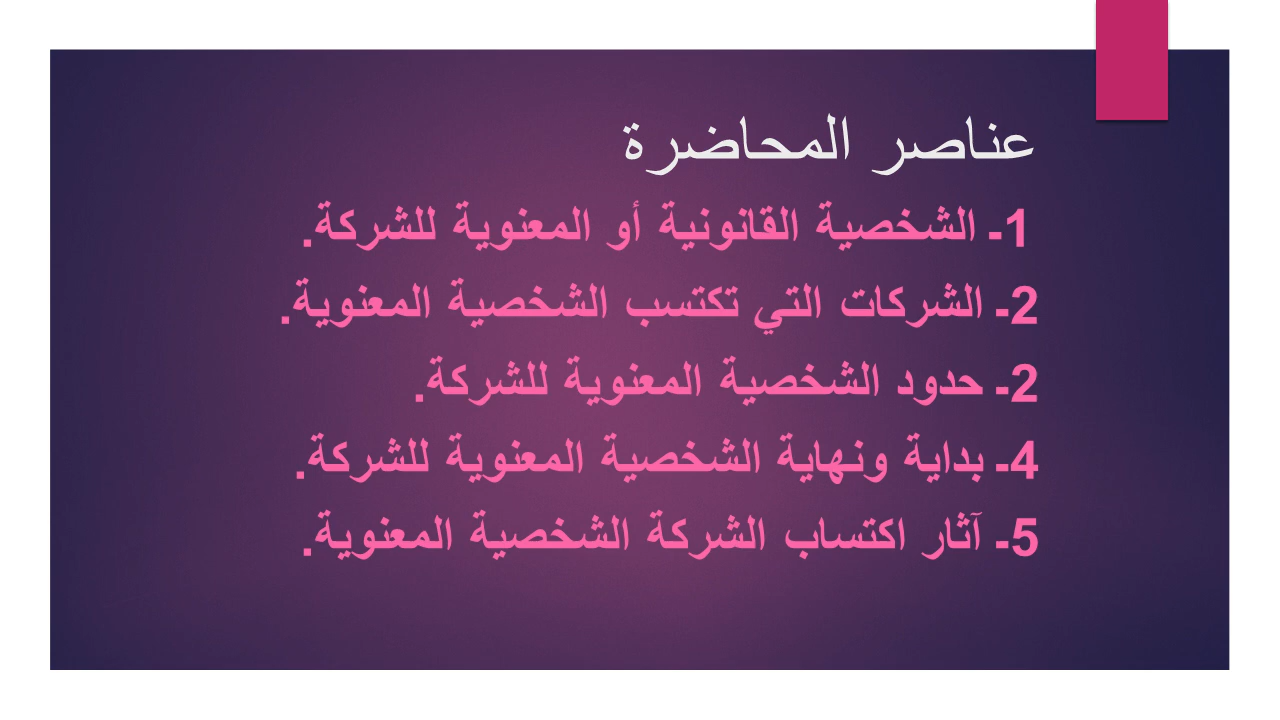 عناصر المحاضرة
1- الشخصية القانونية أو المعنوية للشركة.
2- الشركات التي تكتسب الشخصية المعنوية.
2- حدود الشخصية المعنوية للشركة.
4- بداية ونهاية الشخصية المعنوية للشركة.
5- آثار اكتساب الشركة الشخصية المعنوية.